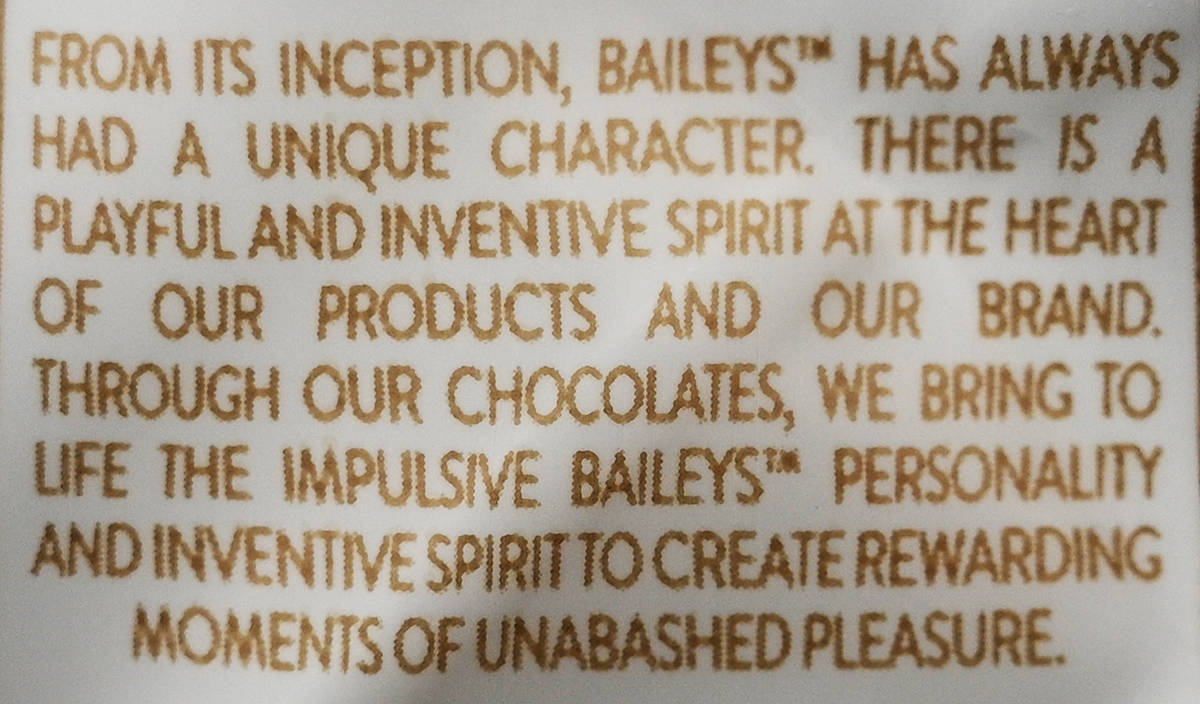 FROM ITS INCEPTION, BAILEYS™ HAS ALWAYS
HAD A UNIQUE CHARACTER. THERE IS A
PLAYFUL AND INVENTIVE SPIRIT AT THE HEART
OF OUR PRODUCTS AND OUR BRAND.
THROUGH OUR CHOCOLATES, WE BRING TO
LIFE THE IMPULSIVE BAILEYS™ PERSONALITY
AND INVENTIVE SPIRIT TO CREATE REWARDING
MOMENTS OF UNABASHED PLEASURE.